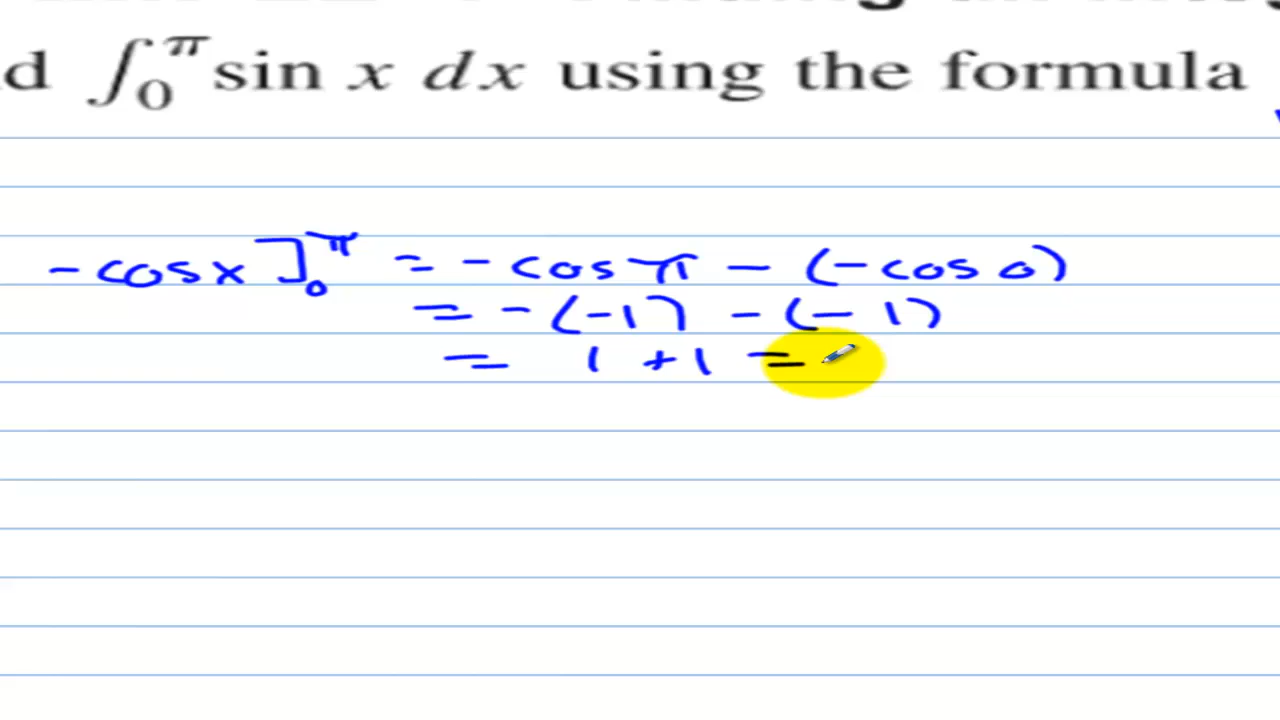 d ∫₀^π sin x dx using the formula
- cos x ]₀^π = - cos π - (- cos 0)
= - (-1) - (- 1)
= 1 + 1 =